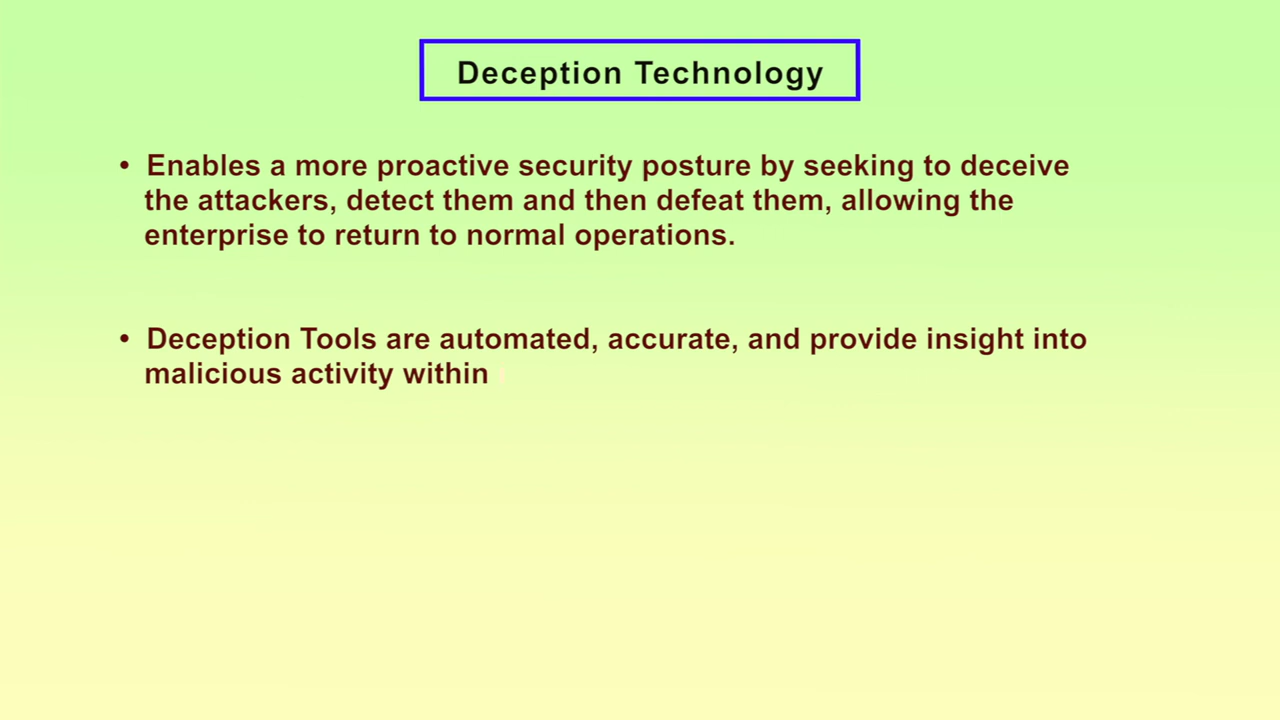 Deception Technology
• Enables a more proactive security posture by seeking to deceive
the attackers, detect them and then defeat them, allowing the
enterprise to return to normal operations.
• Deception Tools are automated, accurate, and provide insight into
malicious activity within